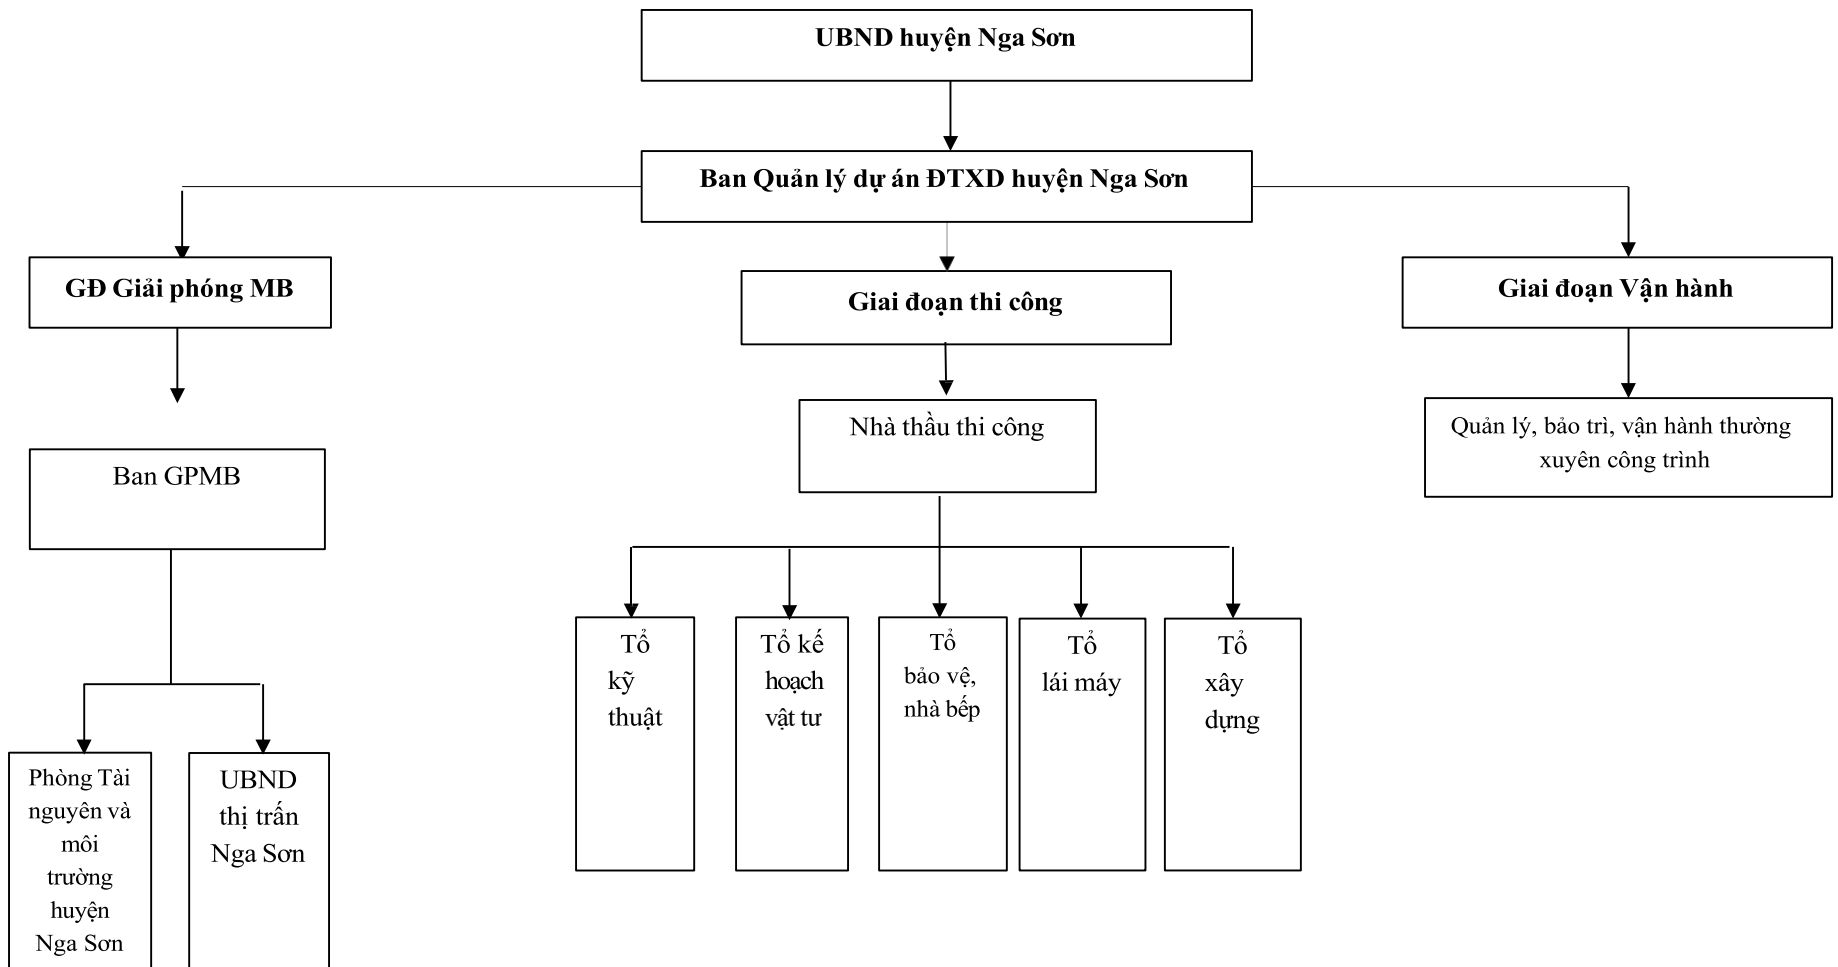 UBND huyện Nga Sơn
Ban Quản lý dự án ĐTXD huyện Nga Sơn
GĐ Giải phóng MB
Giai đoạn thi công
Giai đoạn Vận hành
Nhà thầu thi công
Quản lý, bảo trì, vận hành thường
xuyên công trình
Ban GPMB
Tổ
kỹ
thuật
Tổ kế
hoạch
vật tư
Tổ
bảo vệ,
nhà bếp
Tổ
lái máy
Tổ
xây
dựng
Phòng Tài
nguyên và
môi
trường
huyện
Nga Sơn
UBND
thị trấn
Nga Sơn